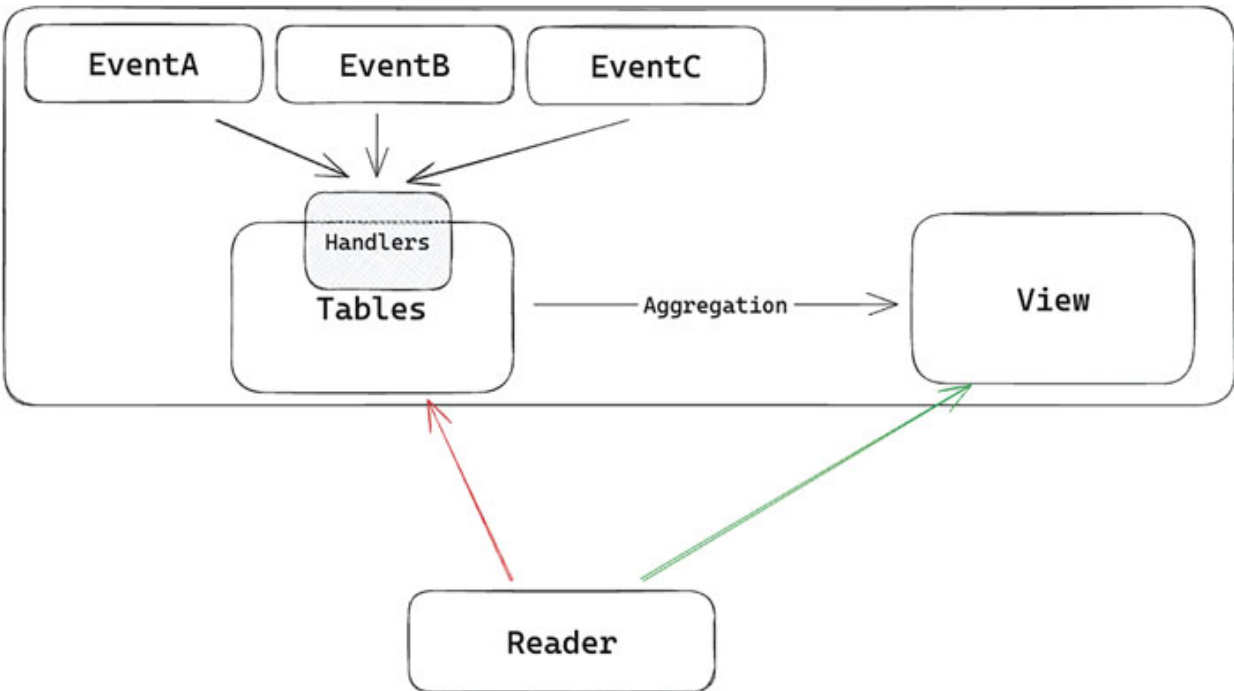 EventA
EventB
EventC
Handlers
Tables
Aggregation
View
Reader